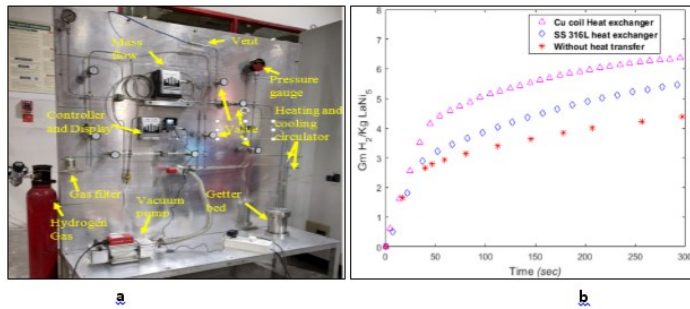 Vent
Mass
flow
Pressure
gauge
Controller
and Display
Valve
Heating and
cooling
circulator
Gas filter
Vacuum
pump
Getter
bed
Hydrogen
Gas
a
Cu coil Heat exchanger
SS 316L heat exchanger
Without heat transfer
Gm H2/Kg LaNi5
8
7
6
5
4
3
2
1
0
0
50
100
150
200
250
300
Time (sec)
b